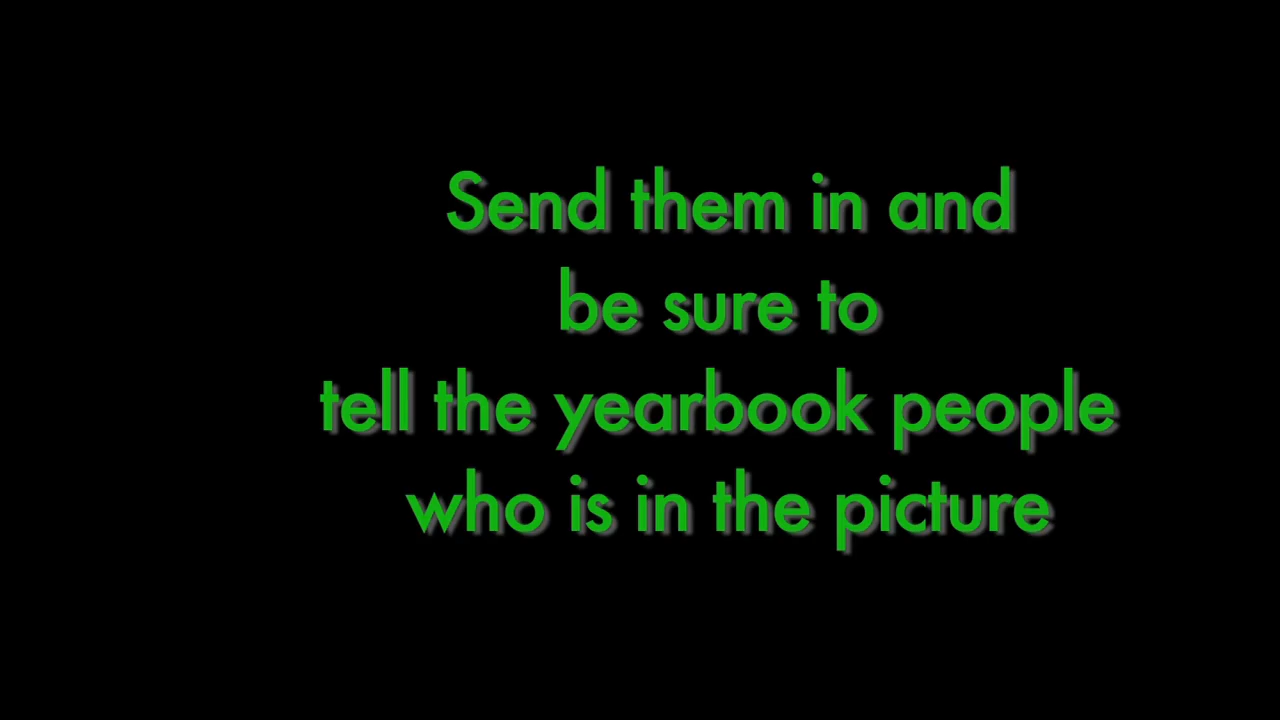 Send them in and
be sure to
tell the yearbook people
who is in the picture